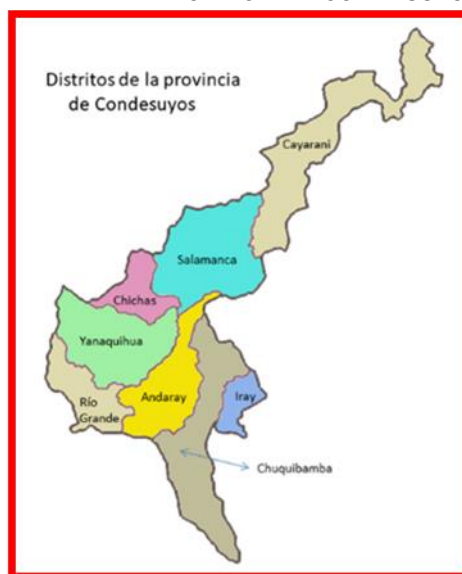 Distritos de la provincia
de Condesuyos
Cayarani
Salamanca
Chichas
Yanaquihua
Río
Grande
Andaray
Iray
Chuquibamba